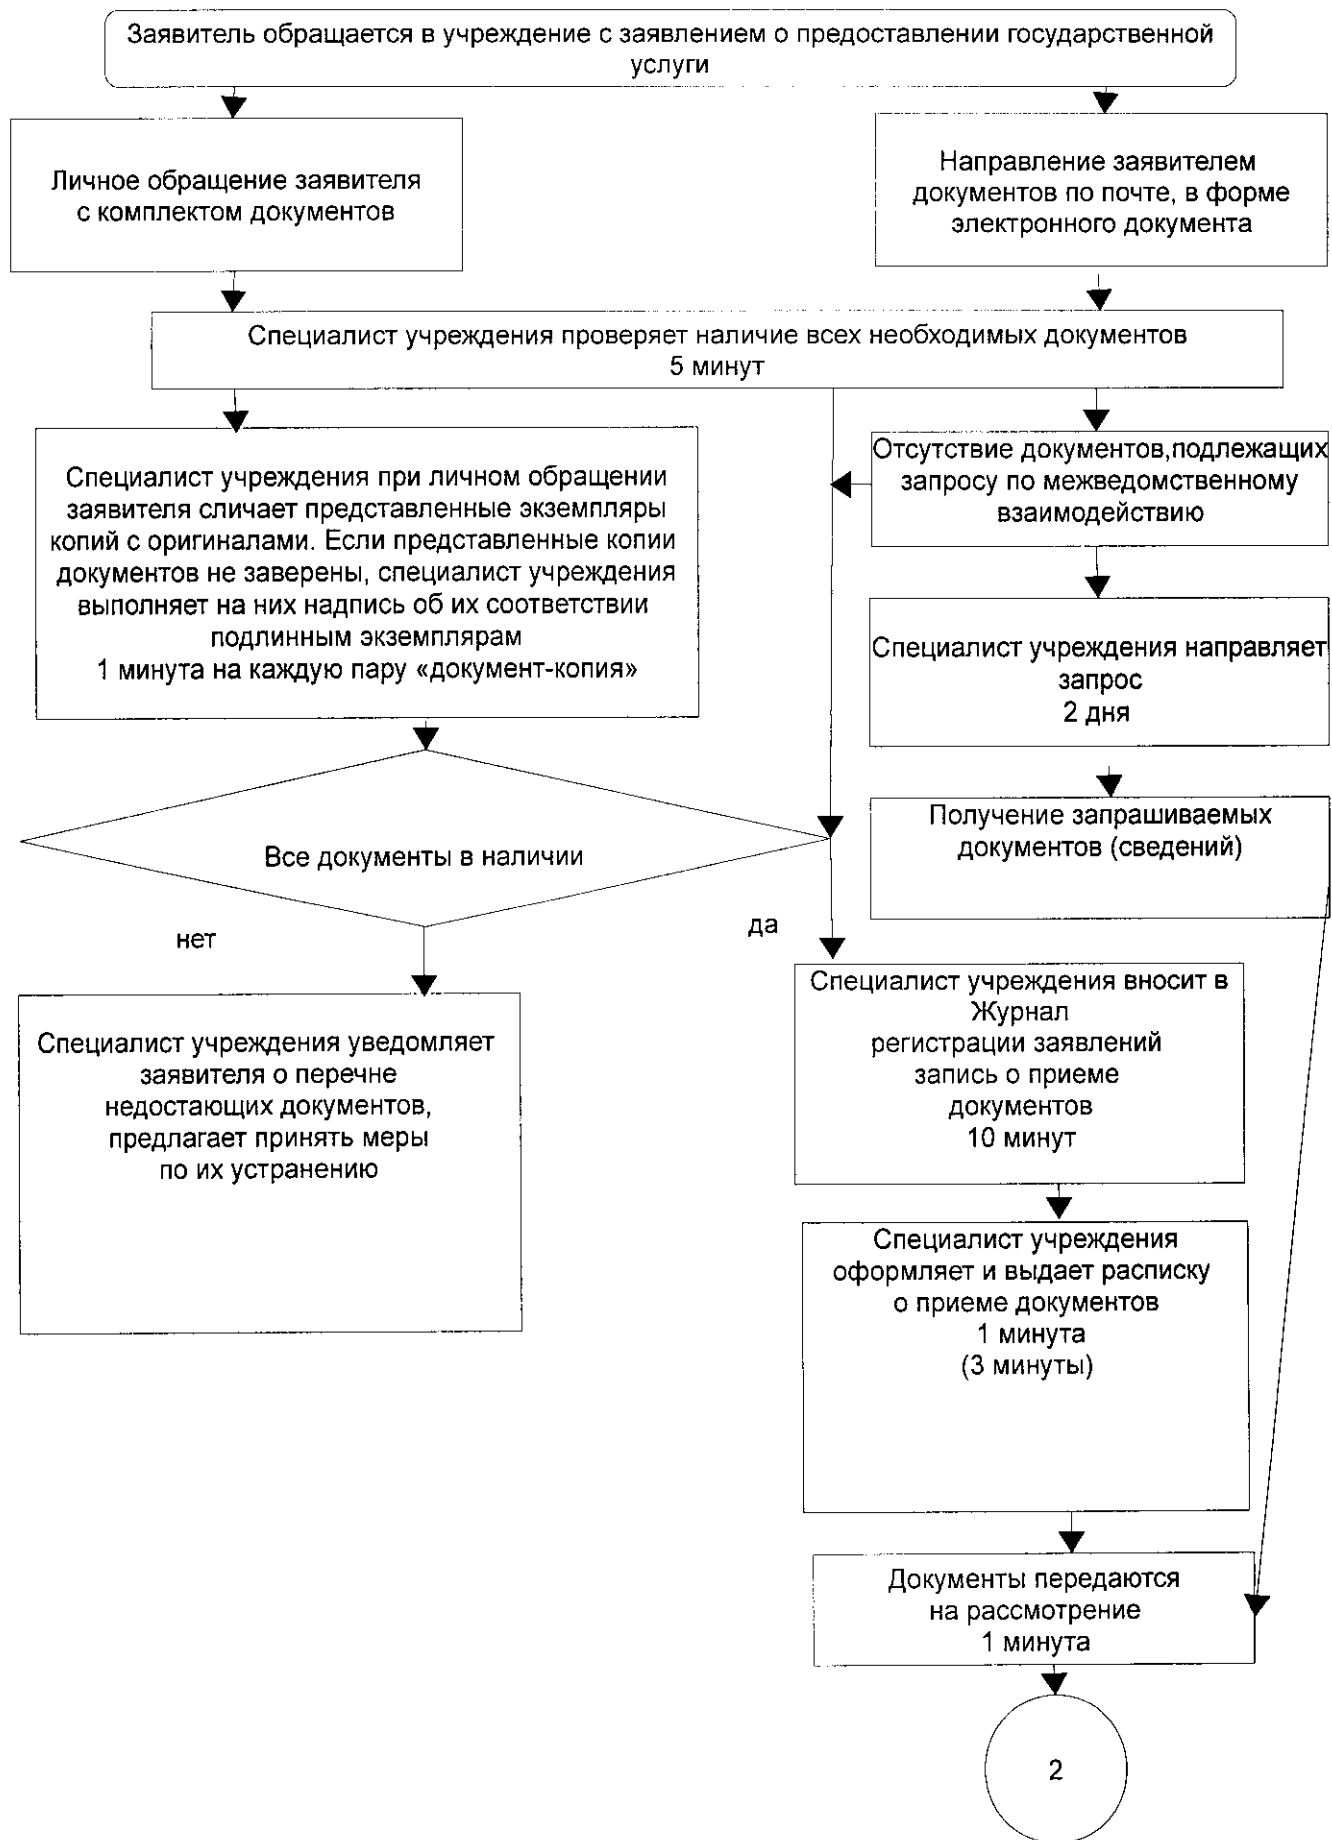 Заявитель обращается в учреждение с заявлением о предоставлении государственной
услуги
Личное обращение заявителя
с комплектом документов
Направление заявителем
документов по почте, в форме
электронного документа
Специалист учреждения проверяет наличие всех необходимых документов
5 минут
Специалист учреждения при личном обращении
заявителя сличает представленные экземпляры
копий с оригиналами. Если представленные копии
документов не заверены, специалист учреждения
выполняет на них надпись об их соответствии
подлинным экземплярам
1 минута на каждую пару «документ-копия»
Отсутствие документов,подлежащих
запросу по межведомственному
взаимодействию
Специалист учреждения направляет
запрос
2 дня
Получение запрашиваемых
документов (сведений)
Все документы в наличии
нет
да
Специалист учреждения уведомляет
заявителя о перечне
недостающих документов,
предлагает принять меры
по их устранению
Специалист учреждения вносит в
Журнал
регистрации заявлений
запись о приеме
документов
10 минут
Специалист учреждения
оформляет и выдает расписку
о приеме документов
1 минута
(3 минуты)
Документы передаются
на рассмотрение
1 минута
2